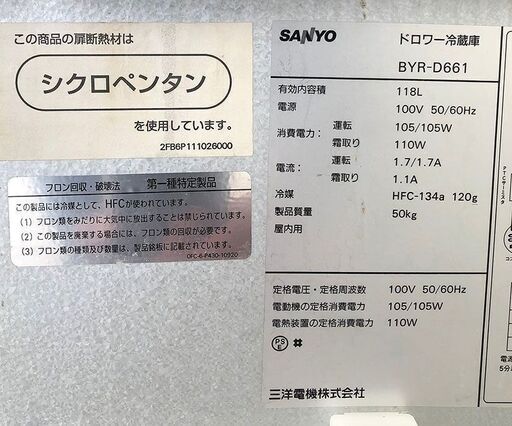 この商品の扉断熱材は
シクロペンタン
を使用しています。
2FB6P111026000
フロン回収・破壊法 第一種特定製品
この製品には冷媒として、HFCが使われています。
(1) フロン類をみだりに大気中に放出することは禁じられています。
(2) この製品を廃棄する場合には、フロン類の回収が必要です。
(3) フロン類の種類及び数量は、製品銘板に記載されています。
OFC-6-P430-10920
SANYO ドロワー冷蔵庫
BYR-D661
有効内容積 118L
電源 100V 50/60Hz
消費電力: 運転 105/105W
霜取り 110W
電流: 運転 1.7/1.7A
霜取り 1.1A
冷媒 HFC-134a 120g
製品質量 50kg
屋内用
定格電圧・定格周波数 100V 50/60Hz
電動機の定格消費電力 105/105W
電熱装置の定格消費電力 110W
PSE
三洋電機株式会社
PTCサーミスタ